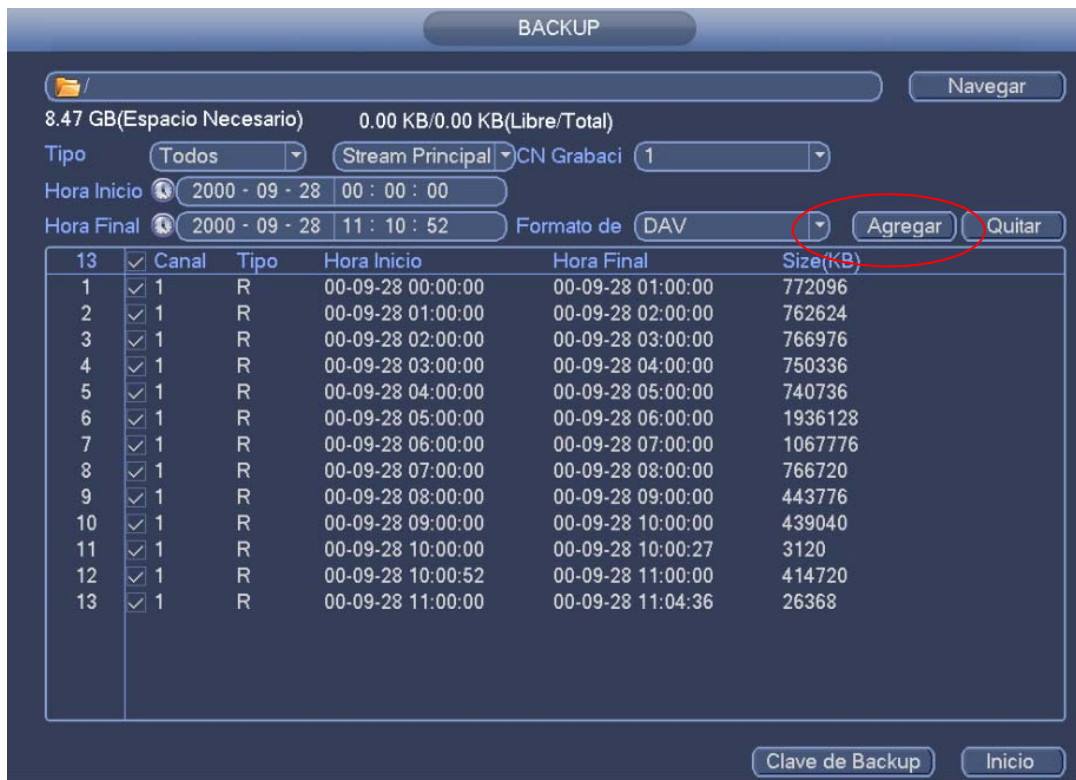 BACKUP
/ Navegar
8.47 GB(Espacio Necesario) 0.00 KB/0.00 KB(Libre/Total)
Tipo Todos Stream Principal CN Grabaci 1
Hora Inicio 2000 - 09 - 28 00 : 00 : 00
Hora Final 2000 - 09 - 28 11 : 10 : 52 Formato de DAV Agregar Quitar
13 Canal Tipo Hora Inicio Hora Final Size(KB)
1 1 R 00-09-28 00:00:00 00-09-28 01:00:00 772096
2 1 R 00-09-28 01:00:00 00-09-28 02:00:00 762624
3 1 R 00-09-28 02:00:00 00-09-28 03:00:00 766976
4 1 R 00-09-28 03:00:00 00-09-28 04:00:00 750336
5 1 R 00-09-28 04:00:00 00-09-28 05:00:00 740736
6 1 R 00-09-28 05:00:00 00-09-28 06:00:00 1936128
7 1 R 00-09-28 06:00:00 00-09-28 07:00:00 1067776
8 1 R 00-09-28 07:00:00 00-09-28 08:00:00 766720
9 1 R 00-09-28 08:00:00 00-09-28 09:00:00 443776
10 1 R 00-09-28 09:00:00 00-09-28 10:00:00 439040
11 1 R 00-09-28 10:00:00 00-09-28 10:00:27 3120
12 1 R 00-09-28 10:00:52 00-09-28 11:00:00 414720
13 1 R 00-09-28 11:00:00 00-09-28 11:04:36 26368
Clave de Backup Inicio